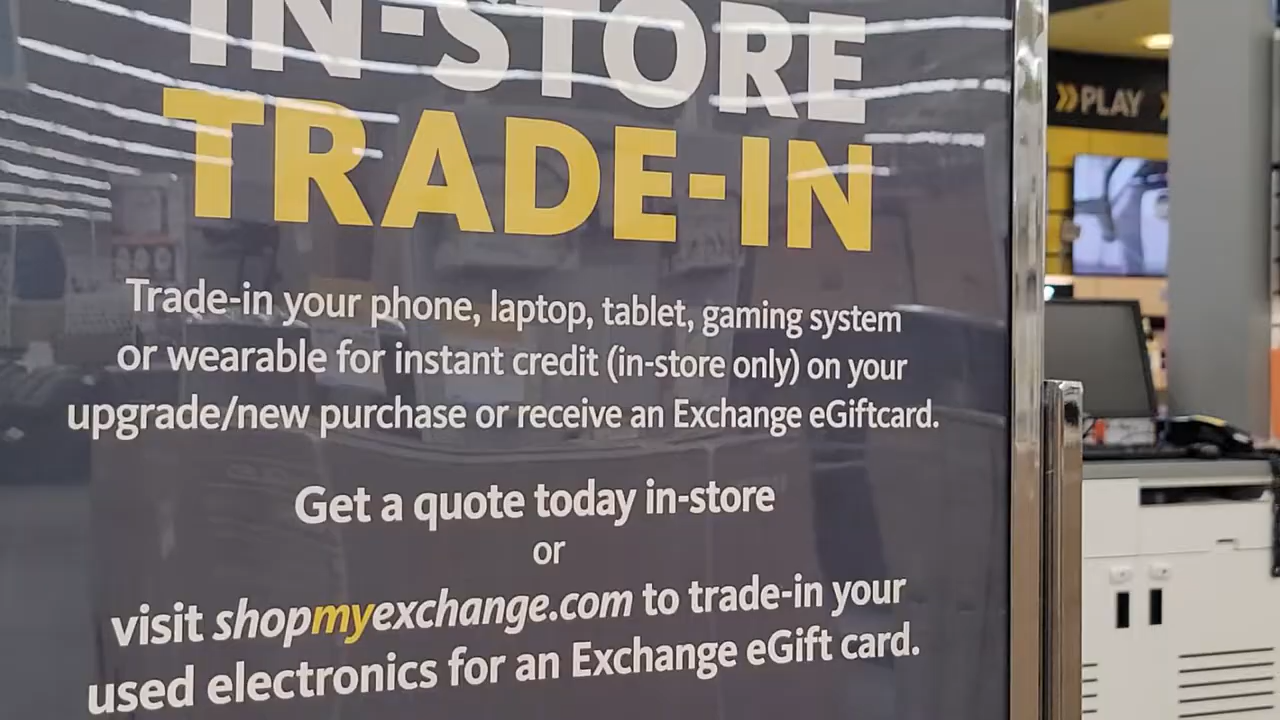 IN-STORE
TRADE-IN
Trade-in your phone, laptop, tablet, gaming system
or wearable for instant credit (in-store only) on your
upgrade/new purchase or receive an Exchange eGiftcard.
Get a quote today in-store
or
visit shopmyexchange.com to trade-in your
used electronics for an Exchange eGift card.
»PLAY